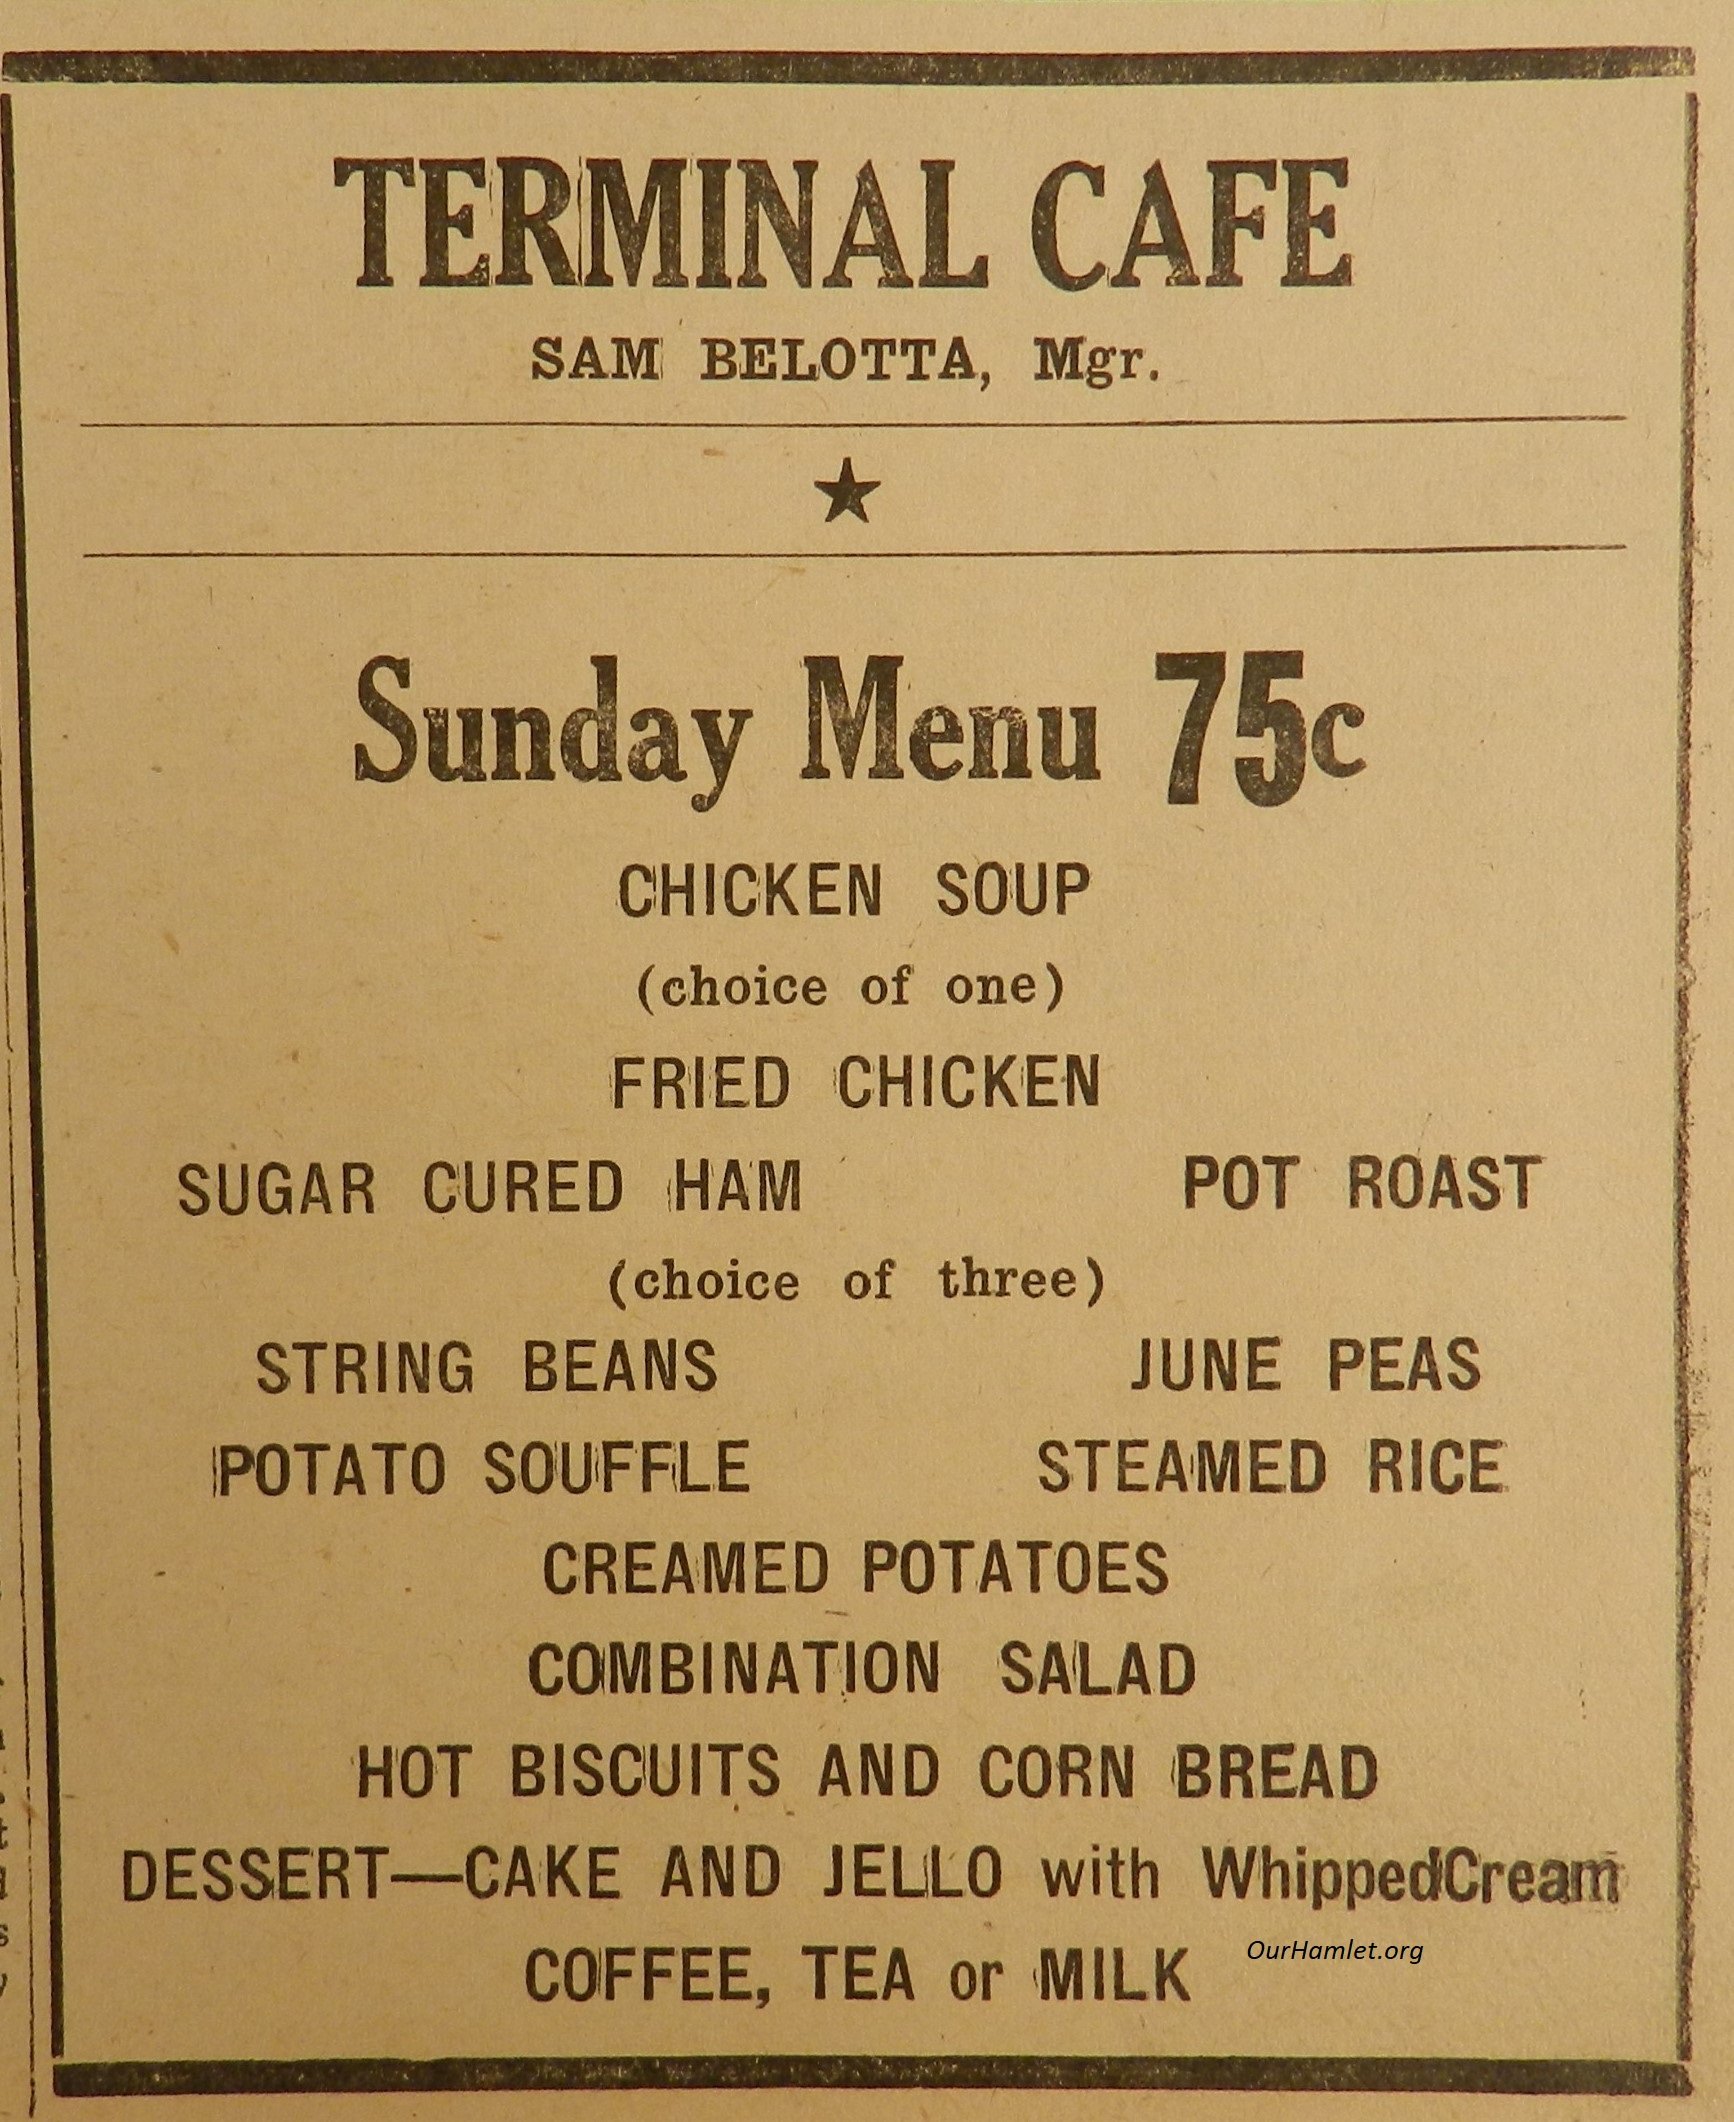 TERMINAL CAFE
SAM BELOTTA, Mgr.
Sunday Menu 75c
CHICKEN SOUP
(choice of one)
FRIED CHICKEN
SUGAR CURED HAM POT ROAST
(choice of three)
STRING BEANS JUNE PEAS
POTATO SOUFFLE STEAMED RICE
CREAMED POTATOES
COMBINATION SALAD
HOT BISCUITS AND CORN BREAD
DESSERT—CAKE AND JELLO with WhippedCream
COFFEE, TEA or MILK
OurHamlet.org